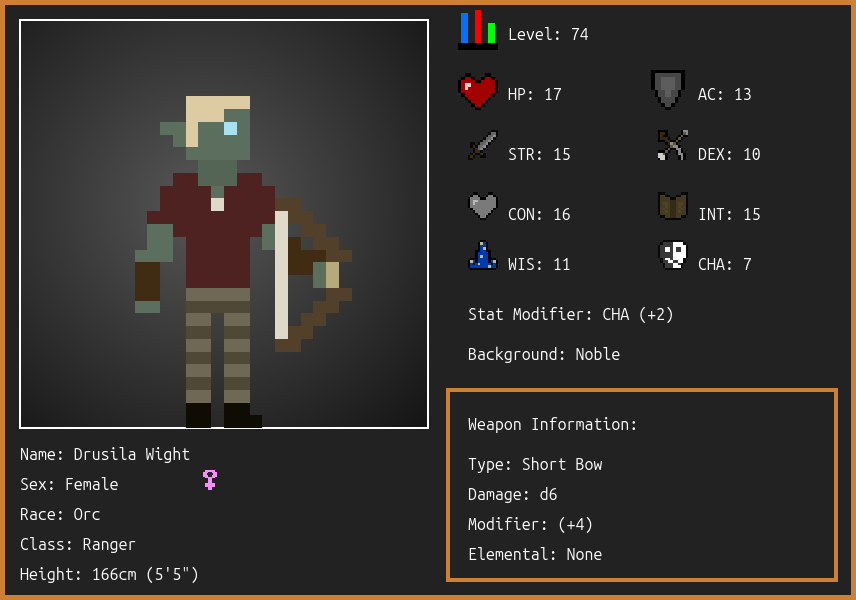 Level: 74
HP: 17 AC: 13
STR: 15 DEX: 10
CON: 16 INT: 15
WIS: 11 CHA: 7
Stat Modifier: CHA (+2)
Background: Noble
Weapon Information:
Type: Short Bow
Damage: d6
Modifier: (+4)
Elemental: None
Name: Drusila Wight
Sex: Female
Race: Orc
Class: Ranger
Height: 166cm (5'5")